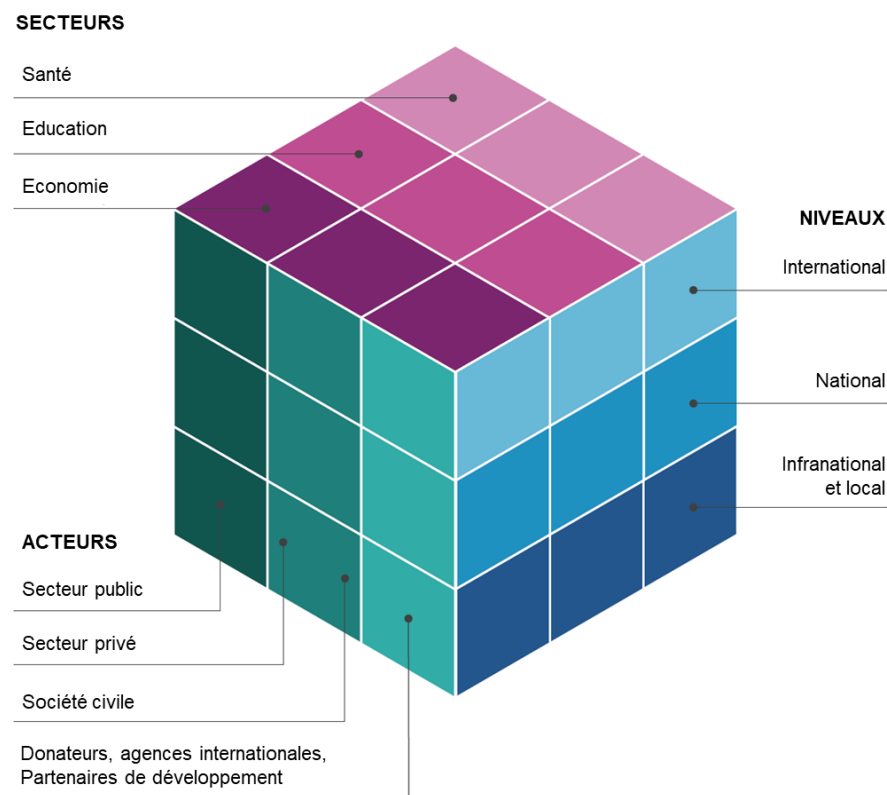 SECTEURS
Santé
Education
Economie
NIVEAUX
International
National
Infranational
et local
ACTEURS
Secteur public
Secteur privé
Société civile
Donateurs, agences internationales,
Partenaires de développement